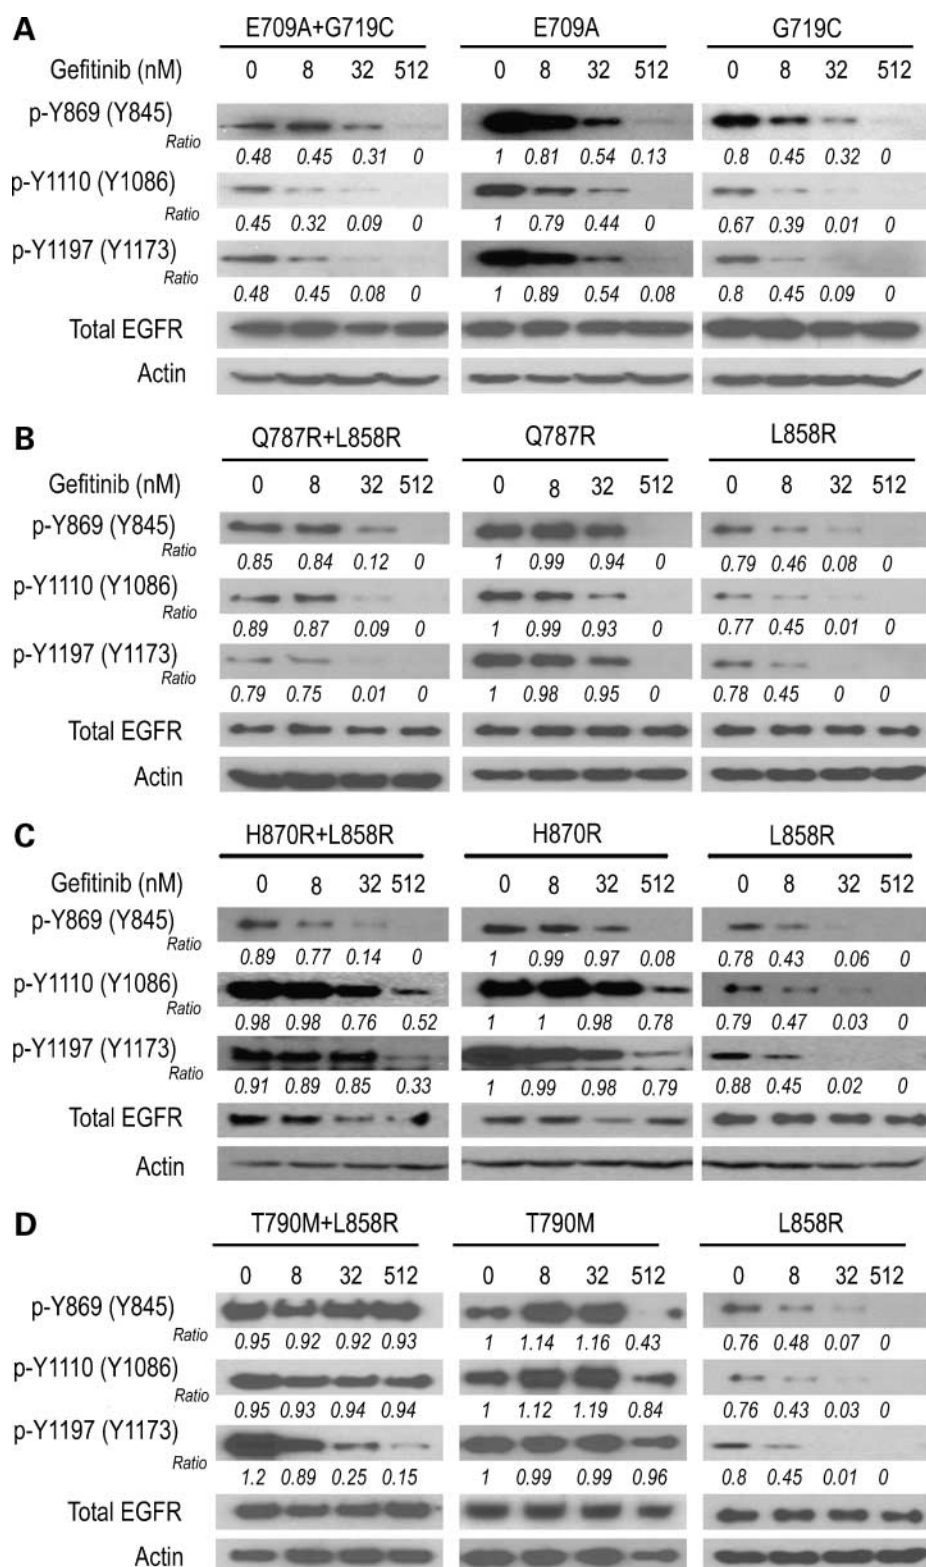 A
E709A+G719C E709A G719C
Gefitinib (nM) 0 8 32 512 0 8 32 512 0 8 32 512
p-Y869 (Y845)
Ratio
0.48 0.45 0.31 0 1 0.81 0.54 0.13 0.8 0.45 0.32 0
p-Y1110 (Y1086)
Ratio
0.45 0.32 0.09 0 1 0.79 0.44 0 0.67 0.39 0.01 0
p-Y1197 (Y1173)
Ratio
0.48 0.45 0.08 0 1 0.89 0.54 0.08 0.8 0.45 0.09 0
Total EGFR
Actin
B
Q787R+L858R Q787R L858R
Gefitinib (nM) 0 8 32 512 0 8 32 512 0 8 32 512
p-Y869 (Y845)
Ratio
0.85 0.84 0.12 0 1 0.99 0.94 0 0.79 0.46 0.08 0
p-Y1110 (Y1086)
Ratio
0.89 0.87 0.09 0 1 0.99 0.93 0 0.77 0.45 0.01 0
p-Y1197 (Y1173)
Ratio
0.79 0.75 0.01 0 1 0.98 0.95 0 0.78 0.45 0 0
Total EGFR
Actin
C
H870R+L858R H870R L858R
Gefitinib (nM) 0 8 32 512 0 8 32 512 0 8 32 512
p-Y869 (Y845)
Ratio
0.89 0.77 0.14 0 1 0.99 0.97 0.08 0.78 0.43 0.06 0
p-Y1110 (Y1086)
Ratio
0.98 0.98 0.76 0.52 1 1 0.98 0.78 0.79 0.47 0.03 0
p-Y1197 (Y1173)
Ratio
0.91 0.89 0.85 0.33 1 0.99 0.98 0.79 0.88 0.45 0.02 0
Total EGFR
Actin
D
T790M+L858R T790M L858R
0 8 32 512 0 8 32 512 0 8 32 512
p-Y869 (Y845)
Ratio
0.95 0.92 0.92 0.93 1 1.14 1.16 0.43 0.76 0.48 0.07 0
p-Y1110 (Y1086)
Ratio
0.95 0.93 0.94 0.94 1 1.12 1.19 0.84 0.76 0.43 0.03 0
p-Y1197 (Y1173)
Ratio
1.2 0.89 0.25 0.15 1 0.99 0.99 0.96 0.8 0.45 0.01 0
Total EGFR
Actin